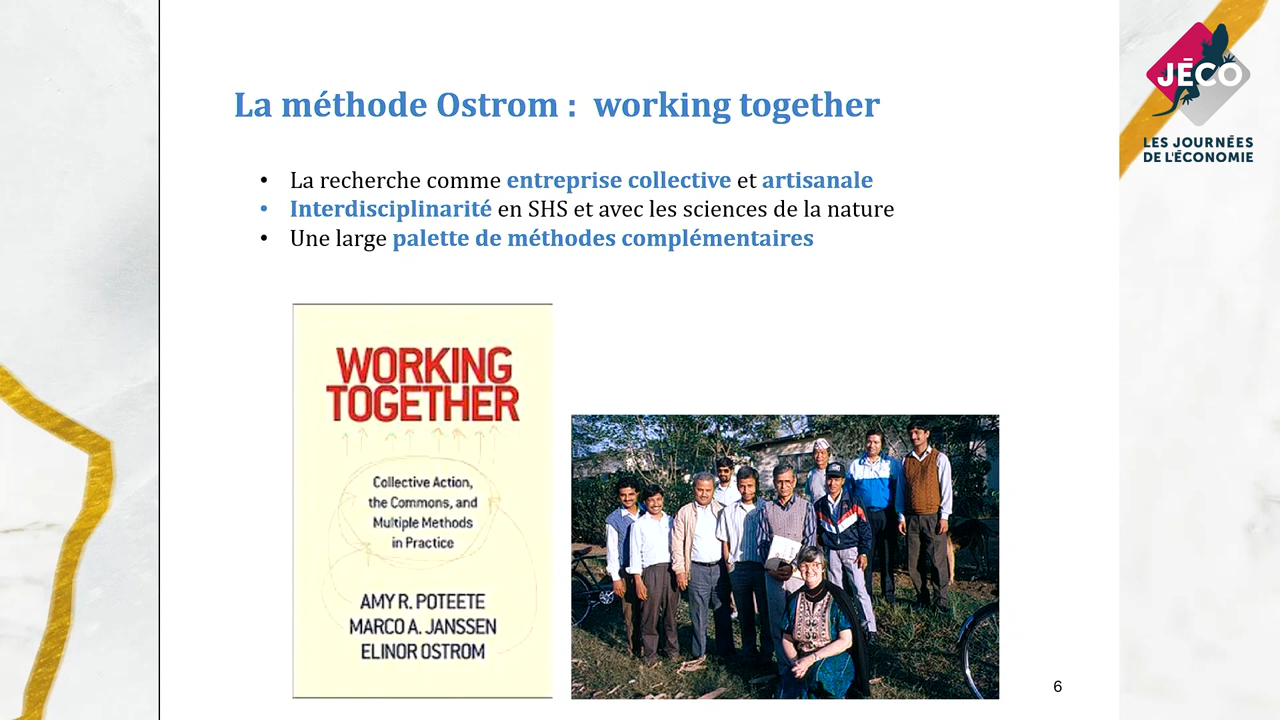 La méthode Ostrom : working together
• La recherche comme entreprise collective et artisanale
• Interdisciplinarité en SHS et avec les sciences de la nature
• Une large palette de méthodes complémentaires
WORKING
TOGETHER
Collective Action,
the Commons, and
Multiple Methods
in Practice
AMY R. POTEETE
MARCO A. JANSSEN
ELINOR OSTROM
6
JĒCO
LES JOURNÉES
DE L'ÉCONOMIE